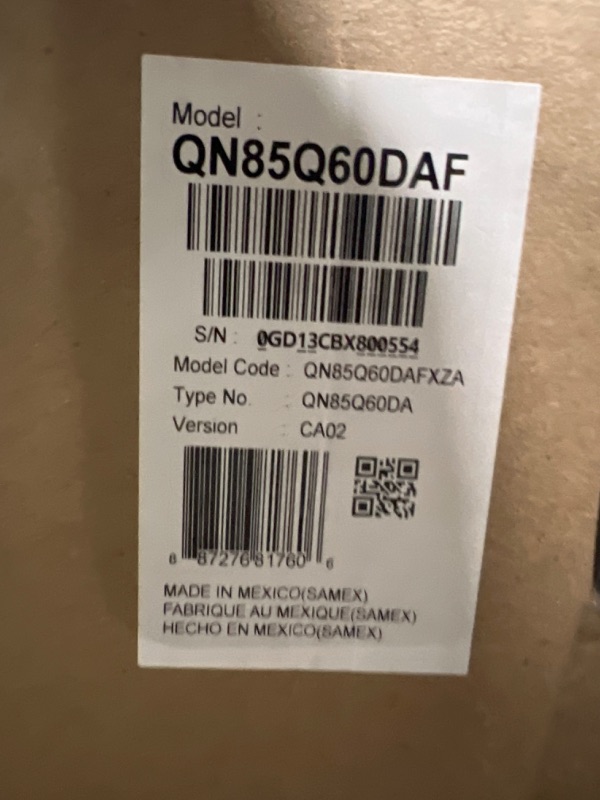 Model :
QN85Q60DAF
S/N : 0GD13CBX800554
Model Code : QN85Q60DAFXZA
Type No. : QN85Q60DA
Version : CA02
6 87276 81760 6
MADE IN MEXICO(SAMEX)
FABRIQUE AU MEXIQUE(SAMEX)
HECHO EN MEXICO(SAMEX)